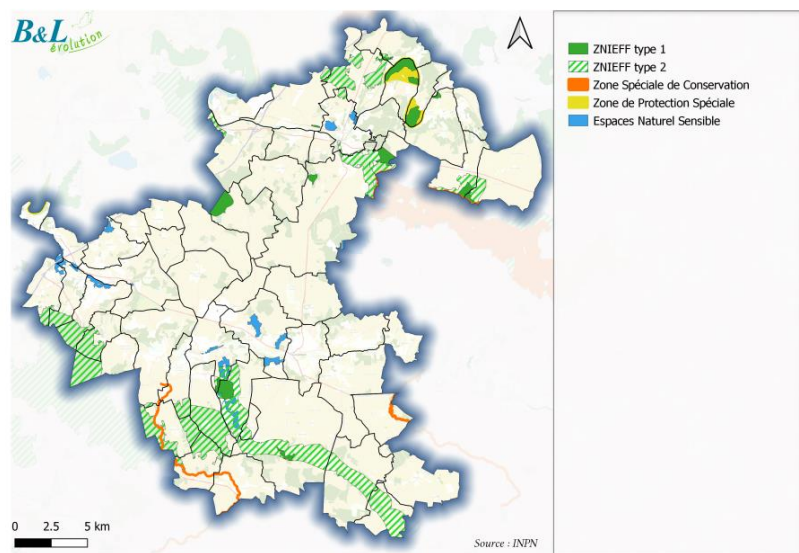 B&L
évolution
ZNIEFF type 1
ZNIEFF type 2
Zone Spéciale de Conservation
Zone de Protection Spéciale
Espaces Naturel Sensible
0 2.5 5 km
Source : INPN